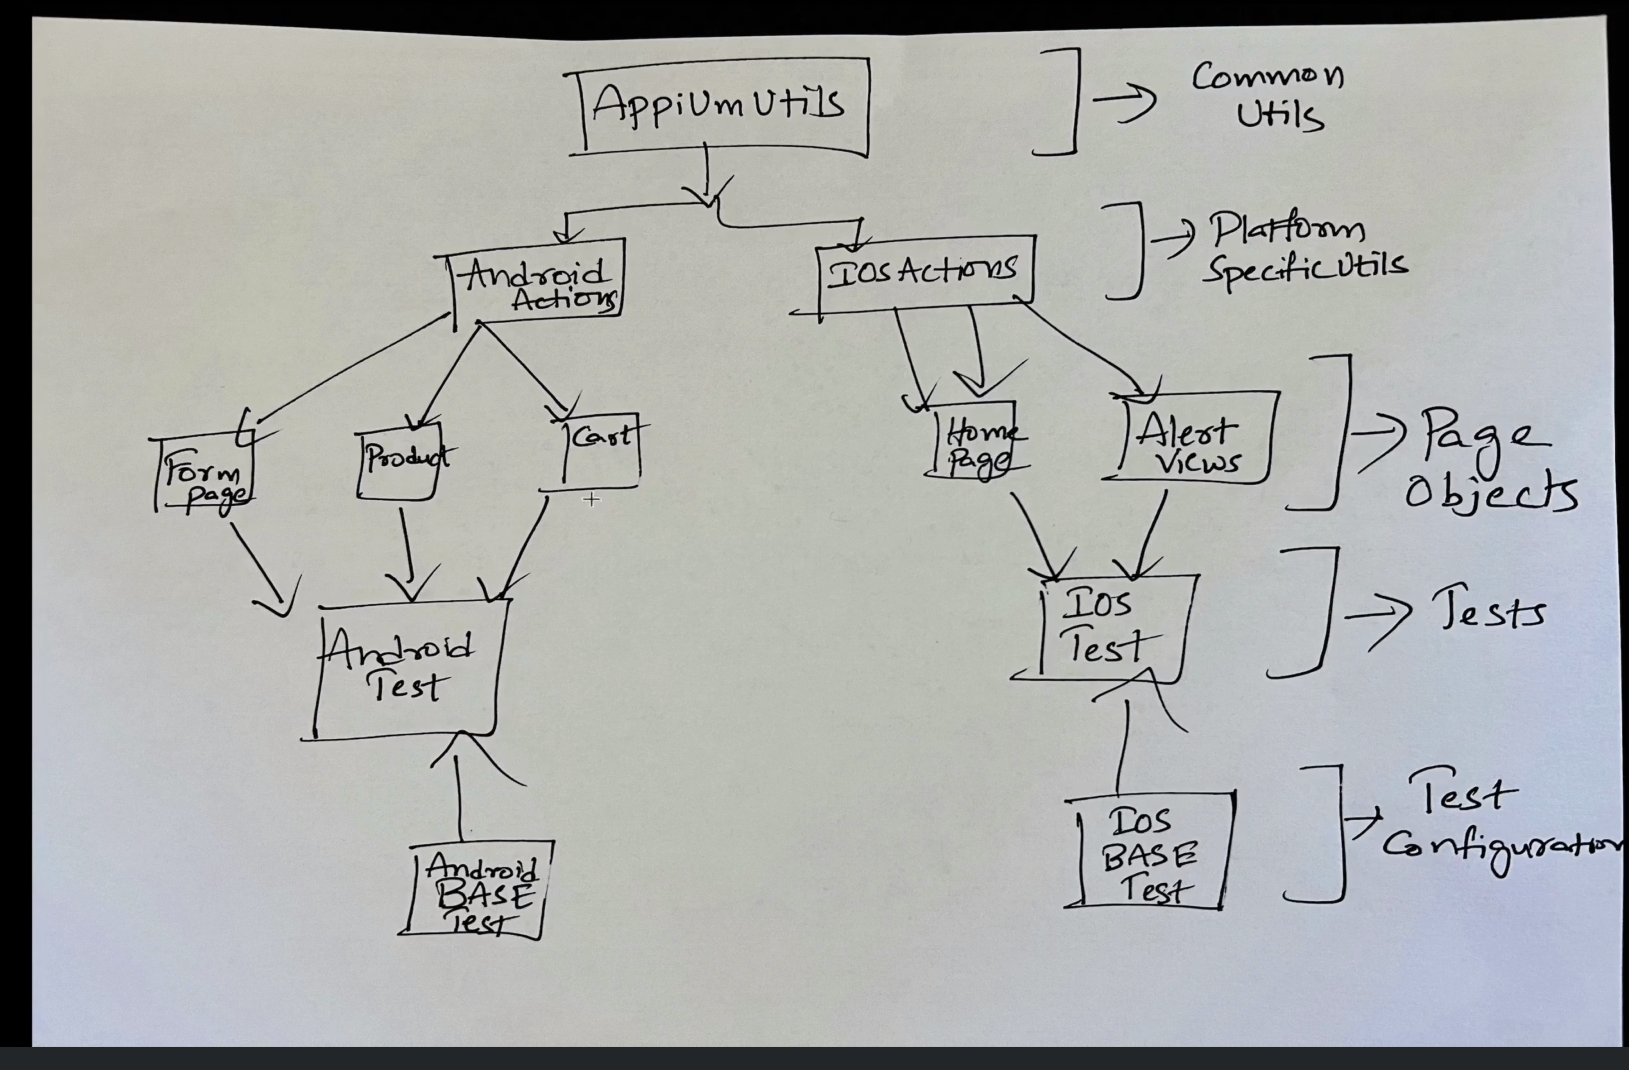 AppiUm Utils
Common
Utils
Android
Actions
IOS Actions
Platform
Specific Utils
Form
page
Product
Cart
Home
Page
Alert
Views
Page
Objects
Android
Test
Ios
Test
Tests
Android
BASE
Test
Ios
BASE
Test
Test
Configuration